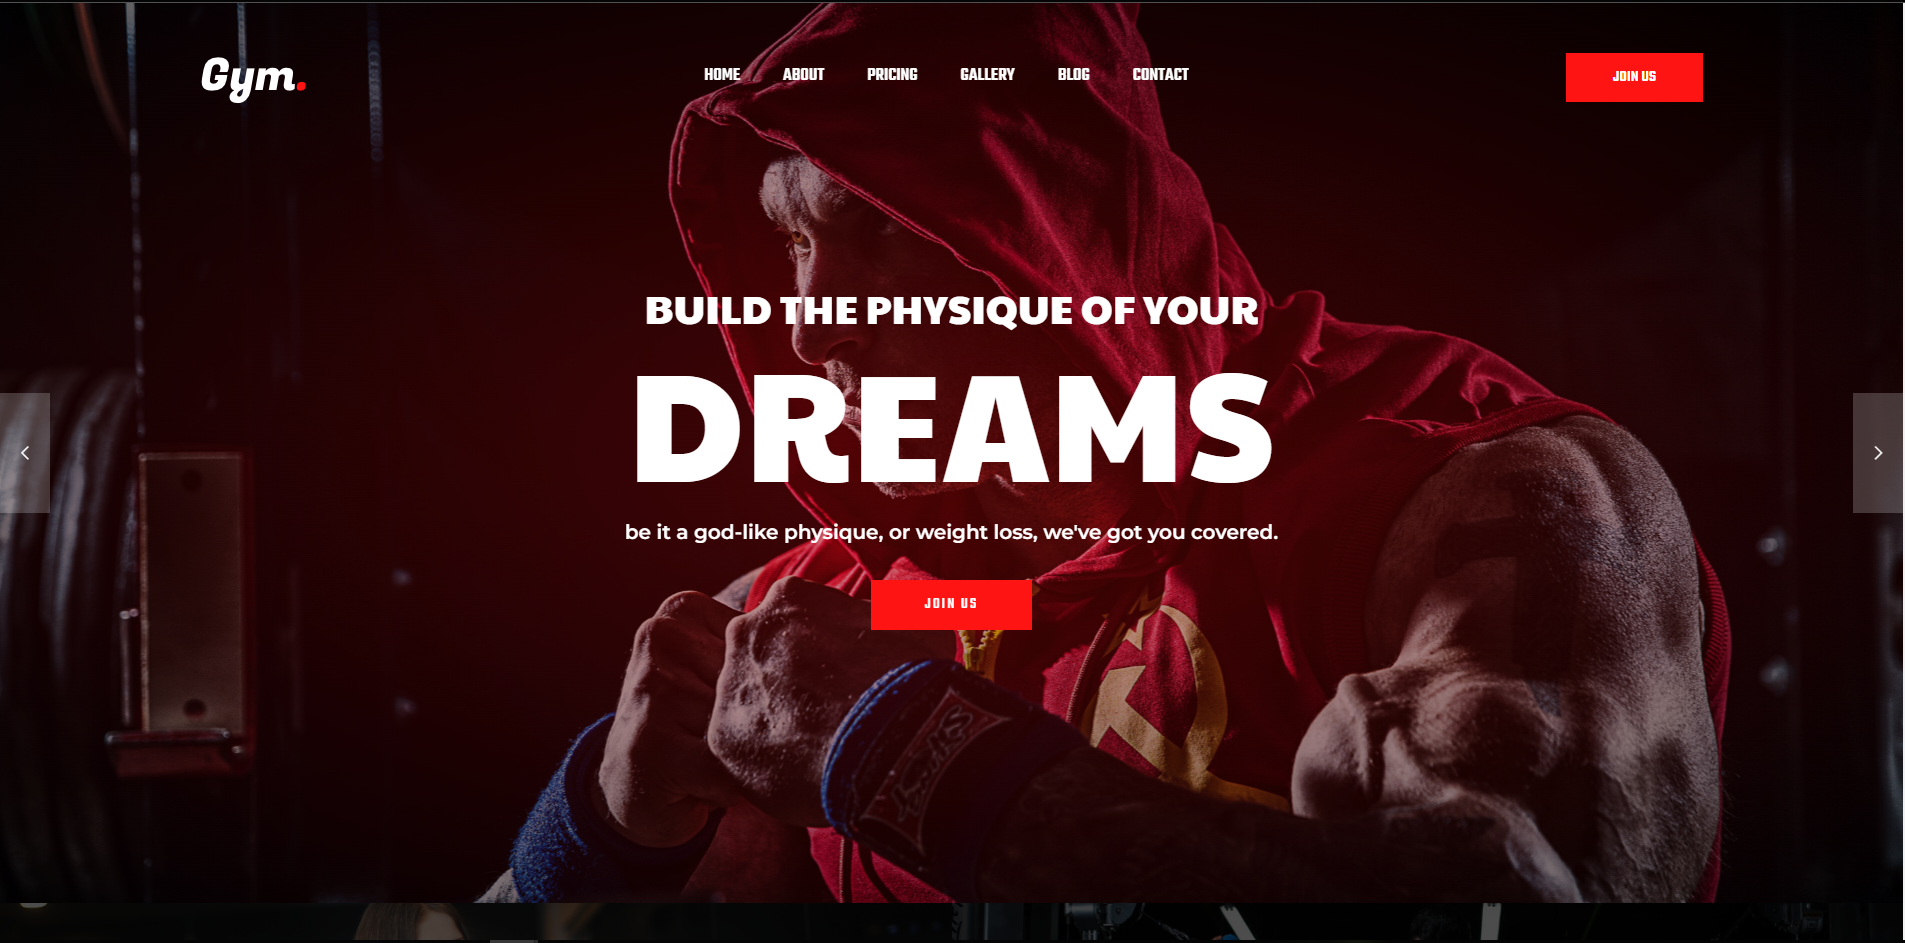 Gym.
HOME ABOUT PRICING GALLERY BLOG CONTACT
JOIN US
BUILD THE PHYSIQUE OF YOUR
DREAMS
be it a god-like physique, or weight loss, we've got you covered.
JOIN US